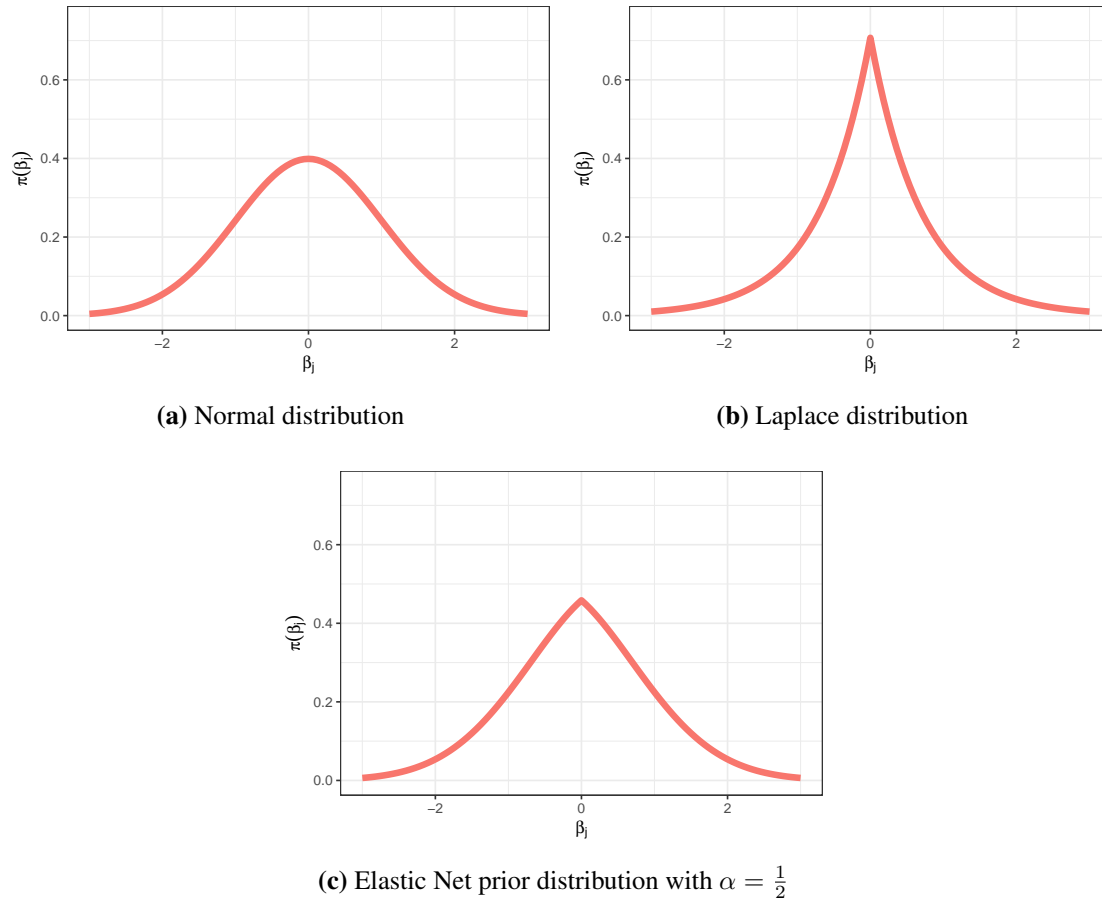 0.6
0.4
0.2
0.0
π(βj)
−2
0
2
βj
(a) Normal distribution
0.6
0.4
0.2
0.0
π(βj)
−2
0
2
βj
(b) Laplace distribution
0.6
0.4
0.2
0.0
π(βj)
−2
0
2
βj
(c) Elastic Net prior distribution with α = 1/2